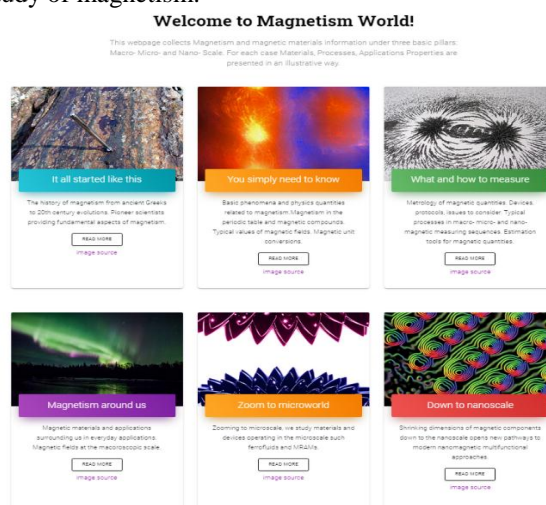 udy of magnetism.
Welcome to Magnetism World!
This webpage collects Magnetism and magnetic materials information under three basic pillars:
Macro- Micro- and Nano- Scale. For each case Materials, Processes, Applications Properties are
presented in an illustrative way.
It all started like this
The history of magnetism from ancient Greeks
to 20th century evolutions. Pioneer scientists
providing fundamental aspects of magnetism.
READ MORE
image source
You simply need to know
Basic phenomena and physics quantities
related to magnetism. Magnetism in the
periodic table and magnetic compounds.
Typical values of magnetic fields. Magnetic unit
conversions.
READ MORE
image source
What and how to measure
Metrology of magnetic quantities. Devices,
protocols, issues to consider. Typical
processes in macro- micro- and nano-
magnetic measuring sequences. Estimation
tools for magnetic quantities.
READ MORE
image source
Magnetism around us
Magnetic materials and applications
surrounding us in everyday applications.
Magnetic fields at the macroscopic scale.
READ MORE
image source
Zoom to microworld
Zooming to microscale, we study materials and
devices operating in the microscale such
ferrofluids and MRAMs.
READ MORE
image source
Down to nanoscale
Shrinking dimensions of magnetic components
down to the nanoscale opens new pathways to
modern nanomagnetic multifunctional
approaches.
READ MORE
image source